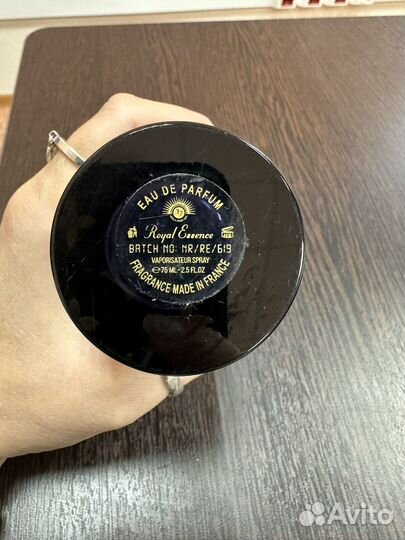 EAU DE PARFUM
Royal Essence
BATCH NO: NR/RE/619
VAPORISATEUR SPRAY
℮75 ML-2.5 FL.OZ
FRAGRANCE MADE IN FRANCE
Avito